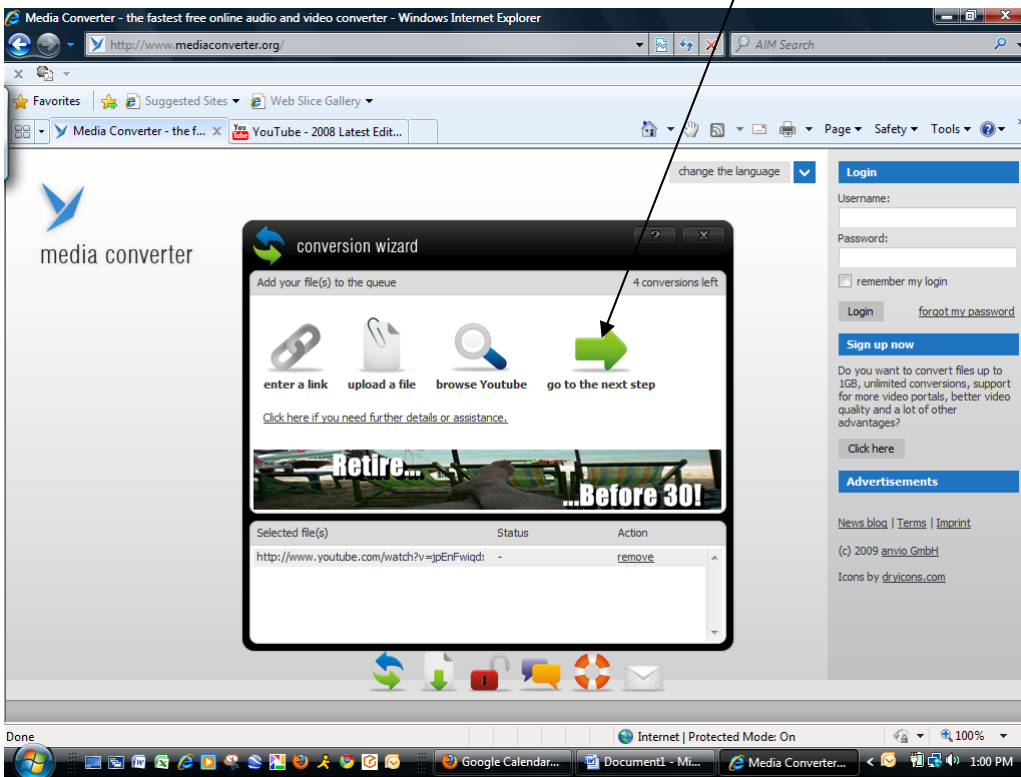 Media Converter - the fastest free online audio and video converter - Windows Internet Explorer
http://www.mediaconverter.org/
AIM Search
x
Favorites Suggested Sites Web Slice Gallery
Media Converter - the f... x You Tube YouTube - 2008 Latest Edit... Page Safety Tools
change the language
media converter
conversion wizard ? x
Add your file(s) to the queue 4 conversions left
enter a link upload a file browse Youtube go to the next step
Click here if you need further details or assistance.
Retire...
...Before 30!
Selected file(s) Status Action
http://www.youtube.com/watch?v=jpEnFwiqd - remove
Login
Username:
Password:
remember my login
Login forgot my password
Sign up now
Do you want to convert files up to
1GB, unlimited conversions, support
for more video portals, better video
quality and a lot of other
advantages?
Click here
Advertisements
News blog | Terms | Imprint
(c) 2009 anvio GmbH
Icons by dryicons.com
Done Internet | Protected Mode: On 100%
Google Calendar... Document1 - Mi... Media Converter... < 1:00 PM